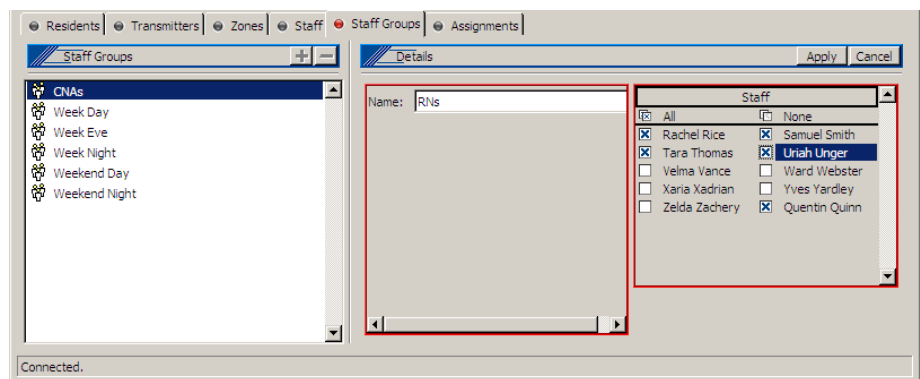 Residents Transmitters Zones Staff Staff Groups Assignments
Staff Groups
Details Apply Cancel
CNAs
Week Day
Week Eve
Week Night
Weekend Day
Weekend Night
Name: RNs
Staff
All None
Rachel Rice Samuel Smith
Tara Thomas Uriah Unger
Velma Vance Ward Webster
Xaria Xadrian Yves Yardley
Zelda Zachery Quentin Quinn
Connected.